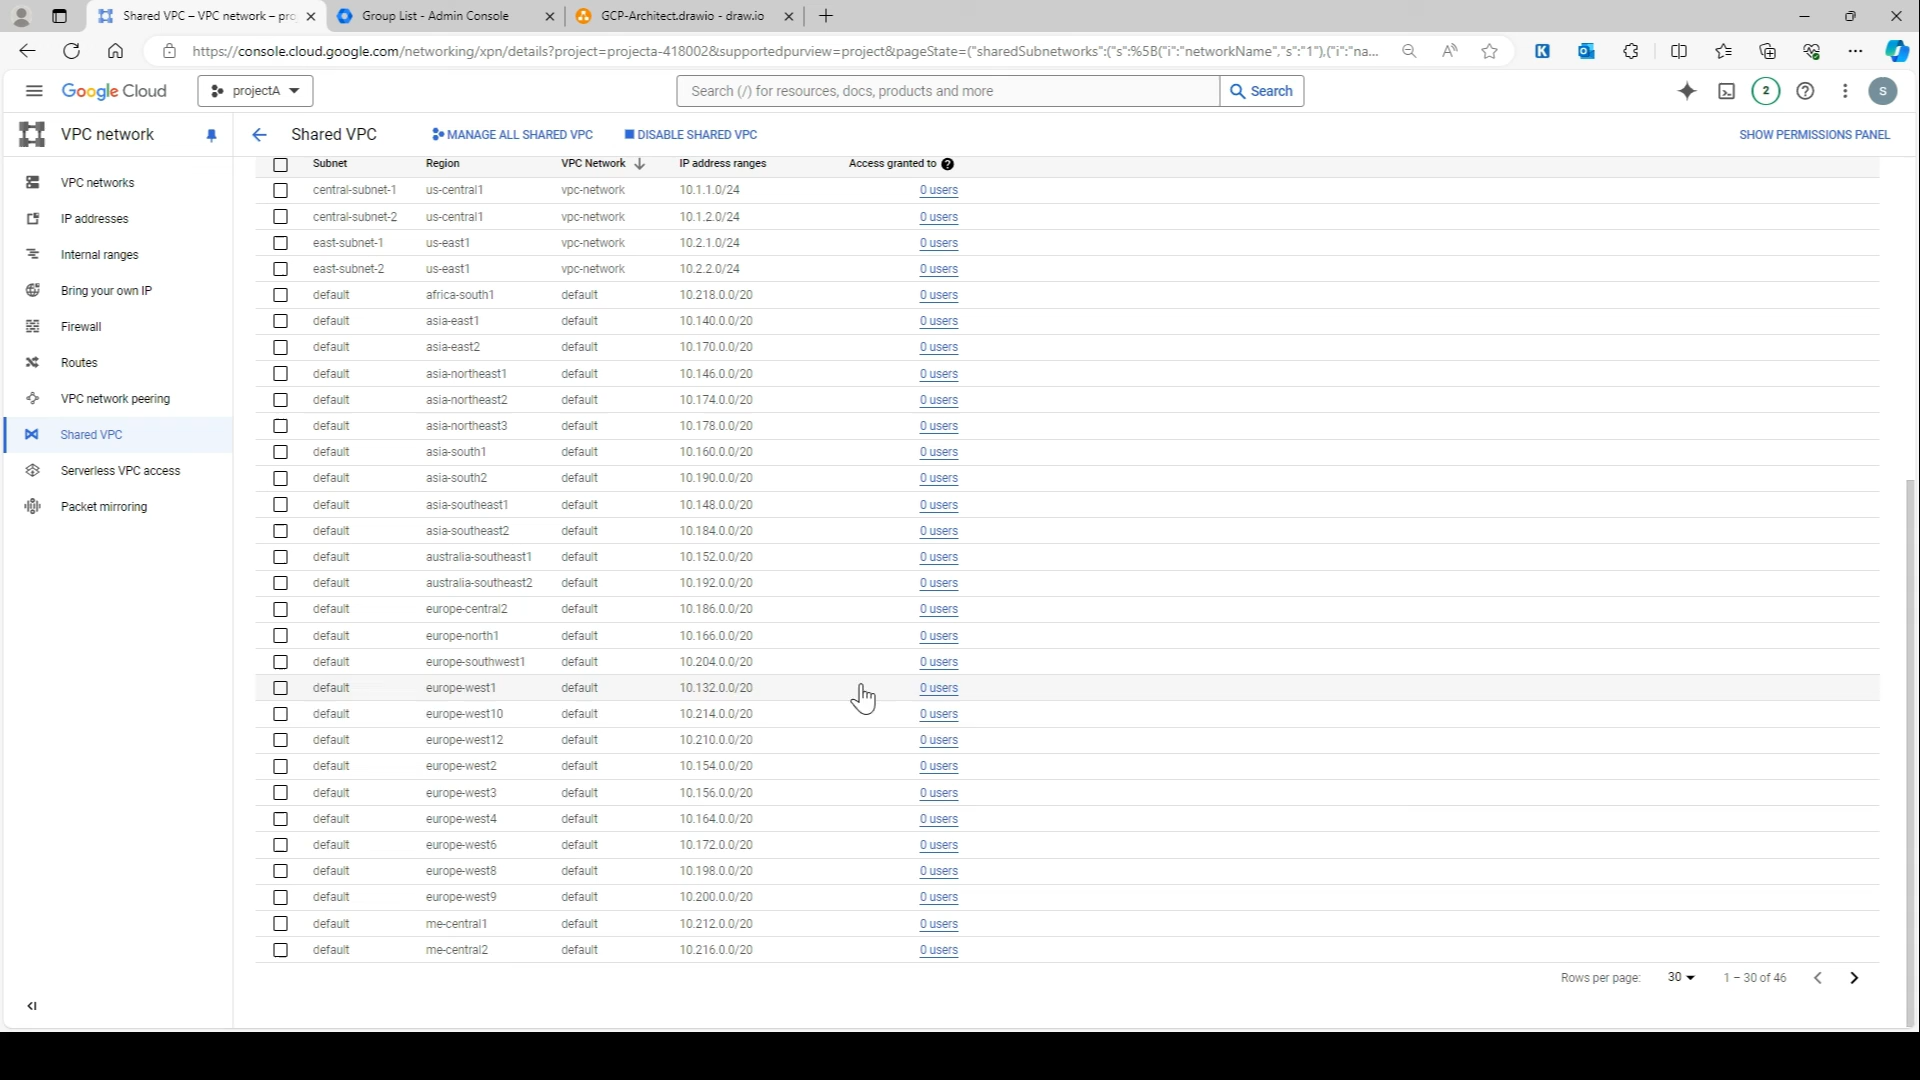 Shared VPC – VPC network – pro
Group List - Admin Console
GCP-Architect.drawio - draw.io
https://console.cloud.google.com/networking/xpn/details?project=projecta-418002&supportedpurview=project&pageState=("sharedSubnetworks":("s":%5B("i":"networkName","s":"1"),("i":"na...
Google Cloud
projectA
Search (/) for resources, docs, products and more
Search
2
S
VPC network
Shared VPC
MANAGE ALL SHARED VPC
DISABLE SHARED VPC
SHOW PERMISSIONS PANEL
VPC networks
IP addresses
Internal ranges
Bring your own IP
Firewall
Routes
VPC network peering
Shared VPC
Serverless VPC access
Packet mirroring
Subnet Region VPC Network IP address ranges Access granted to
central-subnet-1 us-central1 vpc-network 10.1.1.0/24 0 users
central-subnet-2 us-central1 vpc-network 10.1.2.0/24 0 users
east-subnet-1 us-east1 vpc-network 10.2.1.0/24 0 users
east-subnet-2 us-east1 vpc-network 10.2.2.0/24 0 users
default africa-south1 default 10.218.0.0/20 0 users
default asia-east1 default 10.140.0.0/20 0 users
default asia-east2 default 10.170.0.0/20 0 users
default asia-northeast1 default 10.146.0.0/20 0 users
default asia-northeast2 default 10.174.0.0/20 0 users
default asia-northeast3 default 10.178.0.0/20 0 users
default asia-south1 default 10.160.0.0/20 0 users
default asia-south2 default 10.190.0.0/20 0 users
default asia-southeast1 default 10.148.0.0/20 0 users
default asia-southeast2 default 10.184.0.0/20 0 users
default australia-southeast1 default 10.152.0.0/20 0 users
default australia-southeast2 default 10.192.0.0/20 0 users
default europe-central2 default 10.186.0.0/20 0 users
default europe-north1 default 10.166.0.0/20 0 users
default europe-southwest1 default 10.204.0.0/20 0 users
default europe-west1 default 10.132.0.0/20 0 users
default europe-west10 default 10.214.0.0/20 0 users
default europe-west12 default 10.210.0.0/20 0 users
default europe-west2 default 10.154.0.0/20 0 users
default europe-west3 default 10.156.0.0/20 0 users
default europe-west4 default 10.164.0.0/20 0 users
default europe-west6 default 10.172.0.0/20 0 users
default europe-west8 default 10.198.0.0/20 0 users
default europe-west9 default 10.200.0.0/20 0 users
default me-central1 default 10.212.0.0/20 0 users
default me-central2 default 10.216.0.0/20 0 users
Rows per page: 30 1 – 30 of 46